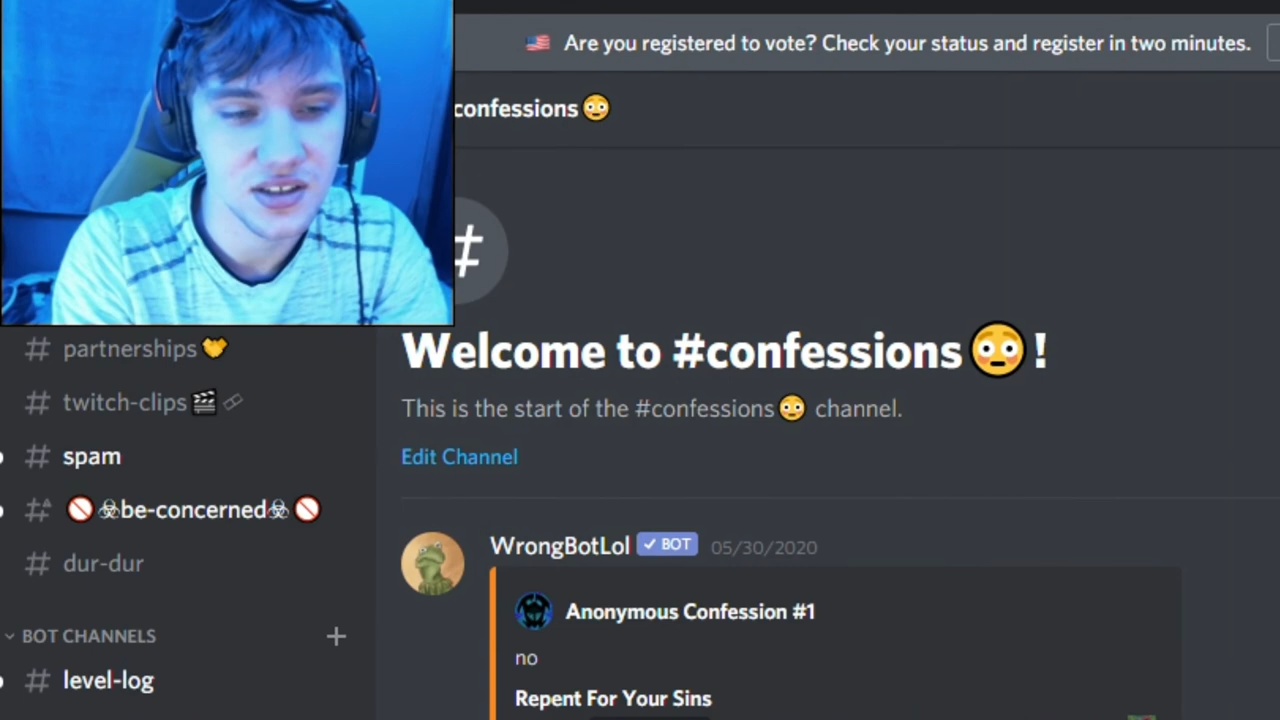 🇺🇸 Are you registered to vote? Check your status and register in two minutes.
confessions😳
#
Welcome to #confessions😳!
This is the start of the #confessions😳 channel.
Edit Channel
# partnerships🤝
# twitch-clips🎬🔗
# spam
# 🚫☣be-concerned☣🚫
# dur-dur
BOT CHANNELS +
# level-log
WrongBotLol ✓ BOT 05/30/2020
Anonymous Confession #1
no
Repent For Your Sins